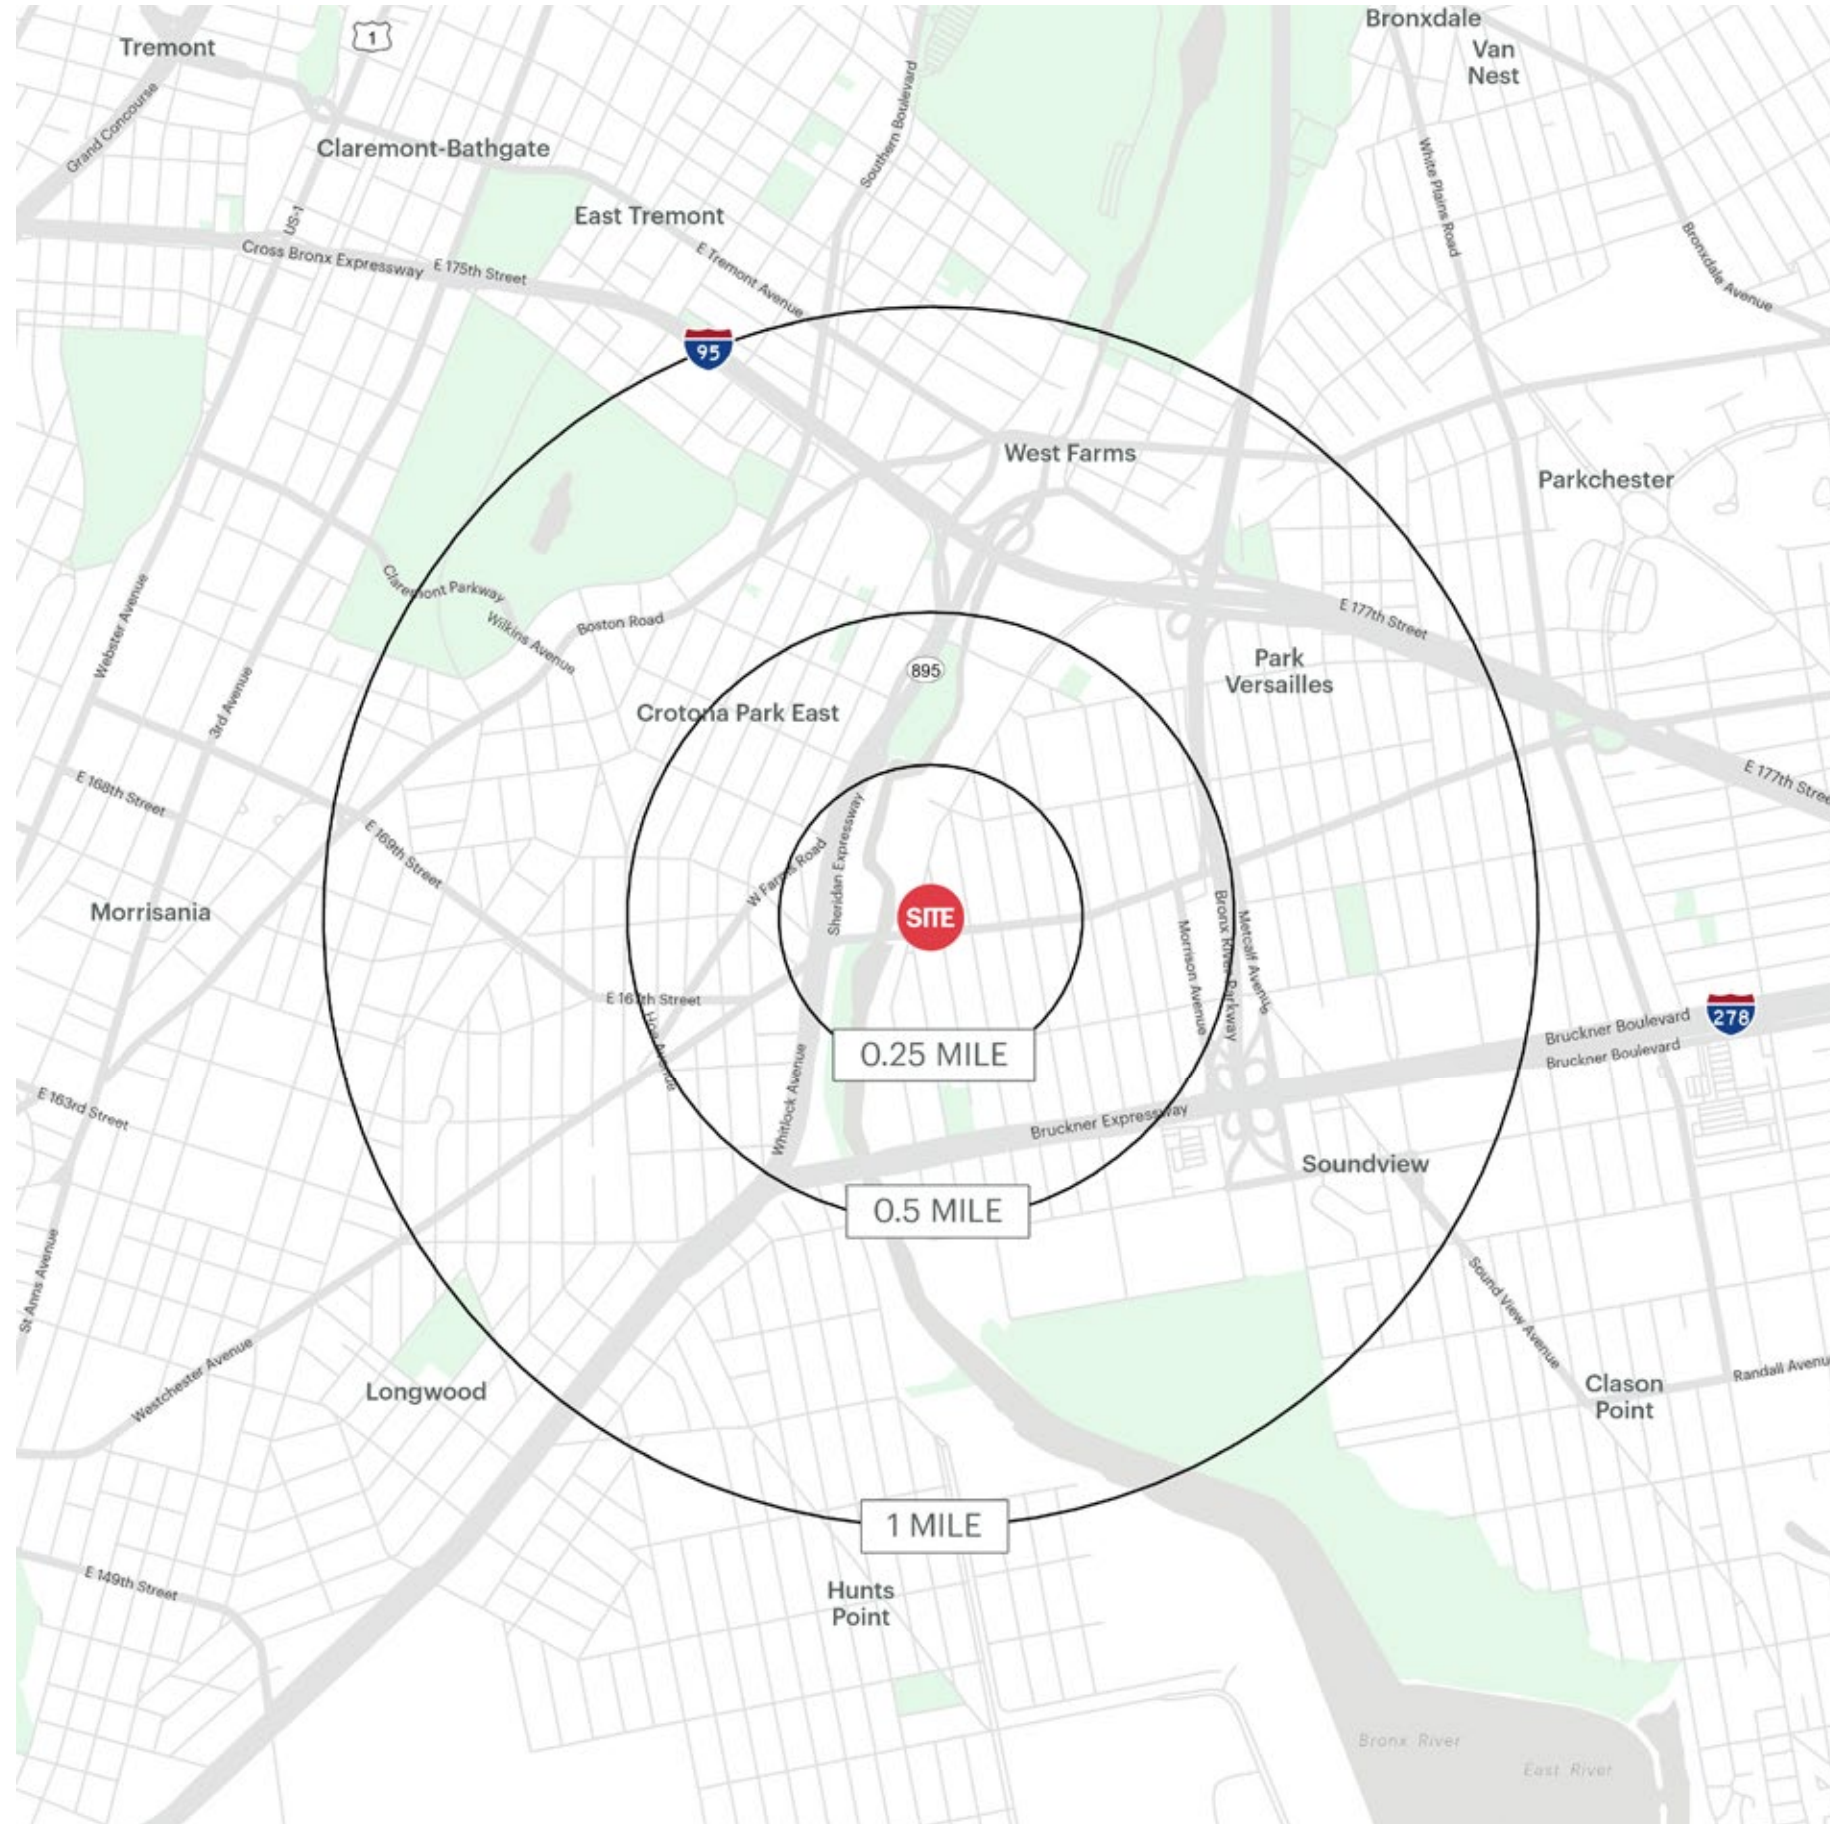 Bronxdale
Tremont
1
Van
Nest
Grand Concourse
Southern Boulevard
Claremont-Bathgate
White Plains Road
East Tremont
US-1
Cross Bronx Expressway
E 175th Street
E Tremont Avenue
Bronxdale Avenue
95
West Farms
Parkchester
Claremont Parkway
Webster Avenue
Wilkins Avenue
Boston Road
E 177th Street
Park
Versailles
895
3rd Avenue
Crotona Park East
E 168th Street
E 177th Stree
E 169th Street
W Farms Road
Sheridan Expressway
Morrisania
SITE
Morrison Avenue
Bronx River Parkway
Metcalf Avenue
E 167th Street
Hoe Avenue
278
Bruckner Boulevard
Bruckner Boulevard
0.25 MILE
Whitlock Avenue
E 163rd Street
Bruckner Expressway
Soundview
0.5 MILE
St Anns Avenue
Sound View Avenue
Westchester Avenue
Longwood
Clason
Point
Randall Avenu
1 MILE
E 149th Street
Hunts
Point
Bronx River
East River